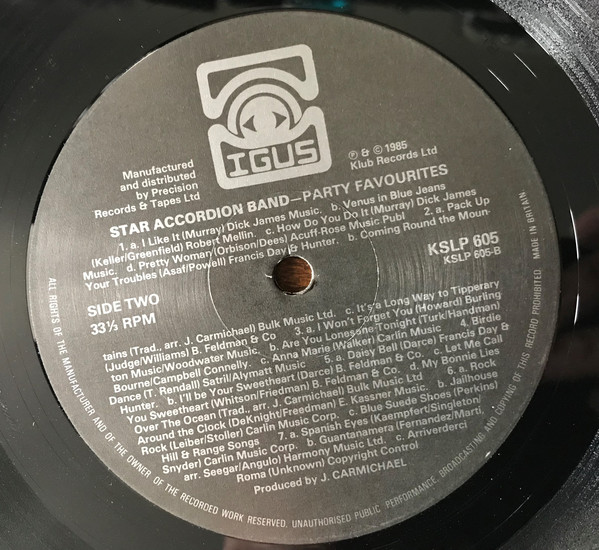 IGUS
Manufactured
and distributed
by Precision
Records & Tapes Ltd
℗ & © 1985
Klub Records Ltd
STAR ACCORDION BAND—PARTY FAVOURITES
1. a. I Like It (Murray) Dick James Music. b. Venus in Blue Jeans
(Keller/Greenfield) Robert Mellin. c. How Do You Do It (Murray) Dick James
Music. d. Pretty Woman (Orbison/Dees) Acuff-Rose Music Publ 2. a. Pack Up
Your Troubles (Asaf/Powell) Francis Day & Hunter. b. Coming Round the Moun-
KSLP 605
KSLP 605-B
SIDE TWO
33⅓ RPM
tains (Trad., arr. J. Carmichael) Bulk Music Ltd. c. It's a Long Way to Tipperary
(Judge/Williams) B. Feldman & Co 3. a. I Won't Forget You (Howard) Burling
ton Music/Woodwater Music. b. Are You Lonesome Tonight (Turk/Handman)
Bourne/Campbell Connelly. c. Anna Marie (Walker) Carlin Music 4. Birdie
Dance (T. Rendall) Satril/Alymatt Music 5. a. Daisy Bell (Dacre) Francis Day &
Hunter. b. I'll be Your Sweetheart (Darce) B. Feldman & Co. c. Let Me Call
You Sweetheart (Whitson/Friedman) B. Feldman & Co. d. My Bonnie Lies
Over The Ocean (Trad., arr. J. Carmichael) Bulk Music Ltd 6. a. Rock
Around the Clock (DeKnight/Freedman) E. Kassner Music. b. Jailhouse
Rock (Leiber/Stoller) Carlin Music Corp. c. Blue Suede Shoes (Perkins)
Hill & Range Songs 7. a. Spanish Eyes (Kaempfert/Singleton/
Snyder) Carlin Music Corp. b. Guantanamera (Fernandez/Marti,
arr. Seegar/Angulo) Harmony Music Ltd. c. Arriverderci
Roma (Unknown) Copyright Control
Produced by J. CARMICHAEL
ALL RIGHTS OF THE MANUFACTURER AND OF THE OWNER OF THE RECORDED WORK RESERVED. UNAUTHORISED PUBLIC PERFORMANCE, BROADCASTING AND COPYING OF THIS RECORD PROHIBITED. MADE IN BRITAIN